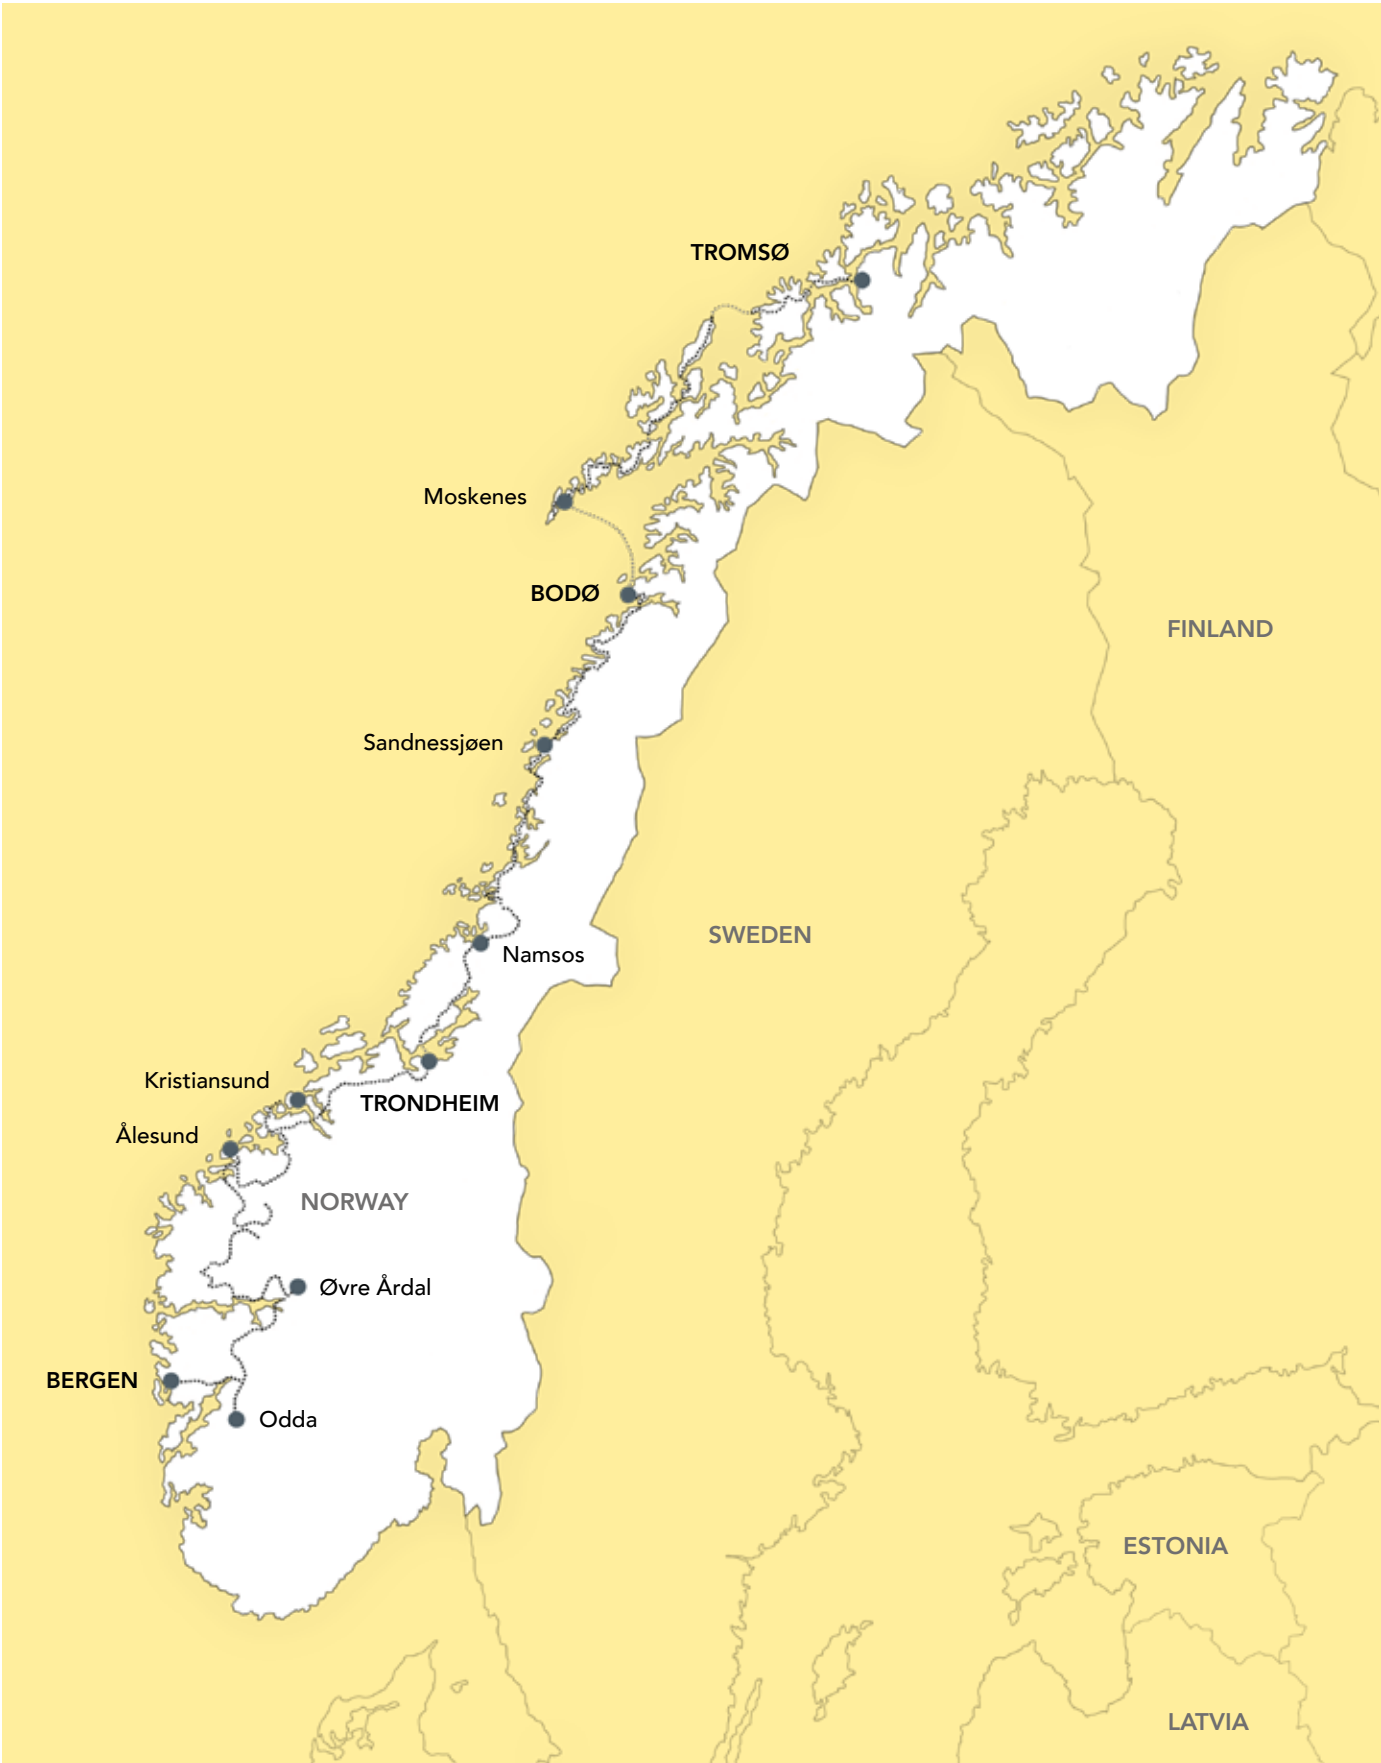 TROMSØ
Moskenes
BODØ
FINLAND
Sandnessjøen
SWEDEN
Namsos
Kristiansund
TRONDHEIM
Ålesund
NORWAY
Øvre Årdal
BERGEN
Odda
ESTONIA
LATVIA